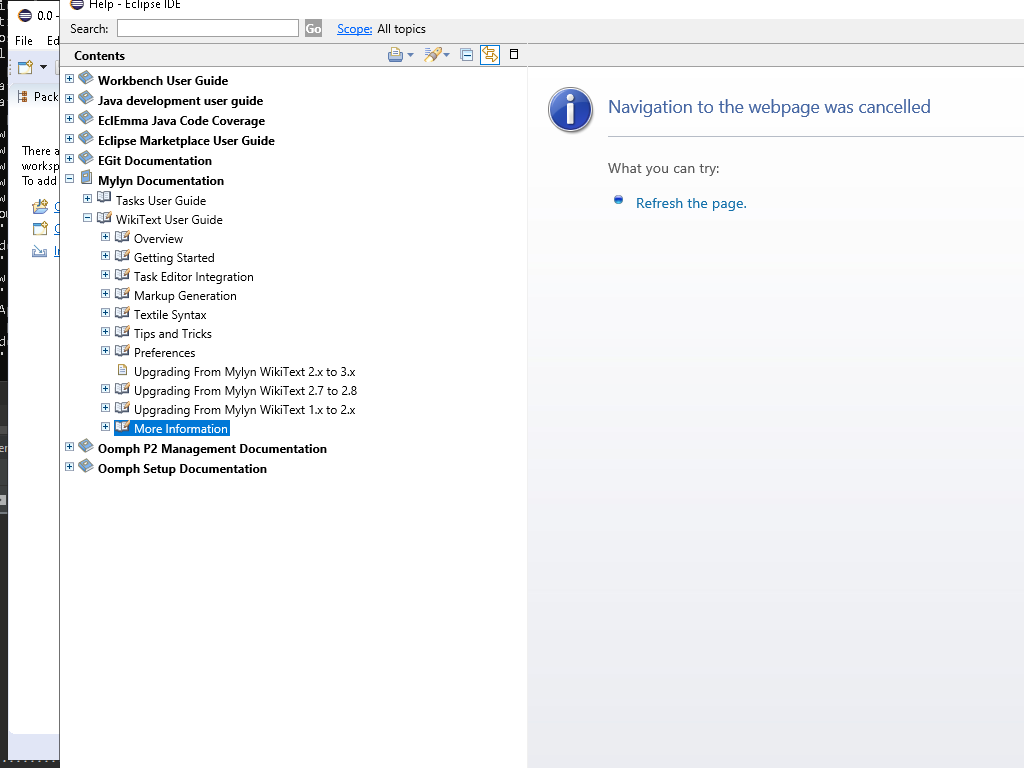 Help - Eclipse IDE
0.0 -
Search:
Go
Scope:
All topics
File
Contents
Workbench User Guide
Java development user guide
EclEmma Java Code Coverage
Eclipse Marketplace User Guide
EGit Documentation
Mylyn Documentation
Tasks User Guide
WikiText User Guide
Overview
Getting Started
Task Editor Integration
Markup Generation
Textile Syntax
Tips and Tricks
Preferences
Upgrading From Mylyn WikiText 2.x to 3.x
Upgrading From Mylyn WikiText 2.7 to 2.8
Upgrading From Mylyn WikiText 1.x to 2.x
More Information
Oomph P2 Management Documentation
Oomph Setup Documentation
Navigation to the webpage was cancelled
What you can try:
Refresh the page.
Pack
There a
worksp
To add